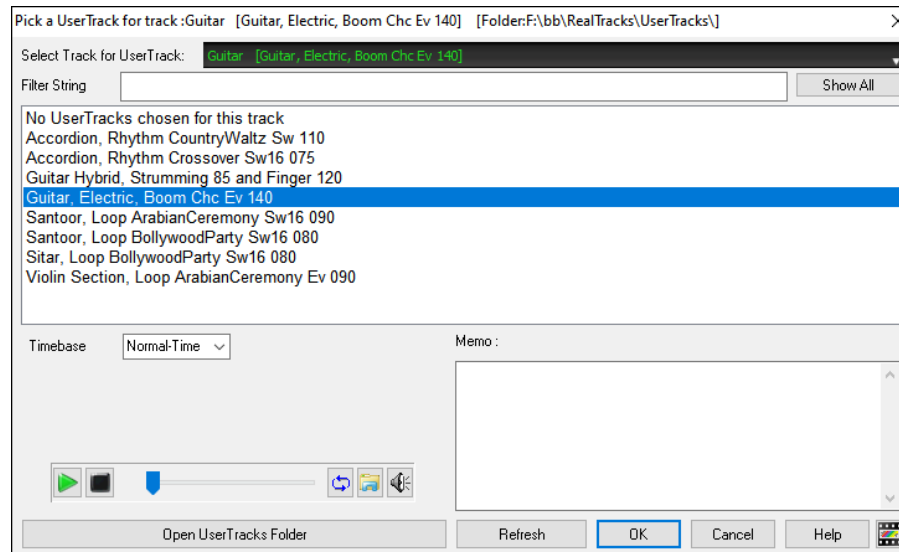 Pick a UserTrack for track :Guitar [Guitar, Electric, Boom Chc Ev 140] [Folder:F:\bb\RealTracks\UserTracks\]
Select Track for UserTrack: Guitar [Guitar, Electric, Boom Chc Ev 140]
Filter String Show All
No UserTracks chosen for this track
Accordion, Rhythm CountryWaltz Sw 110
Accordion, Rhythm Crossover Sw16 075
Guitar Hybrid, Strumming 85 and Finger 120
Guitar, Electric, Boom Chc Ev 140
Santoor, Loop ArabianCeremony Sw16 090
Santoor, Loop BollywoodParty Sw16 080
Sitar, Loop BollywoodParty Sw16 080
Violin Section, Loop ArabianCeremony Ev 090
Timebase Normal-Time Memo :
Open UserTracks Folder Refresh OK Cancel Help